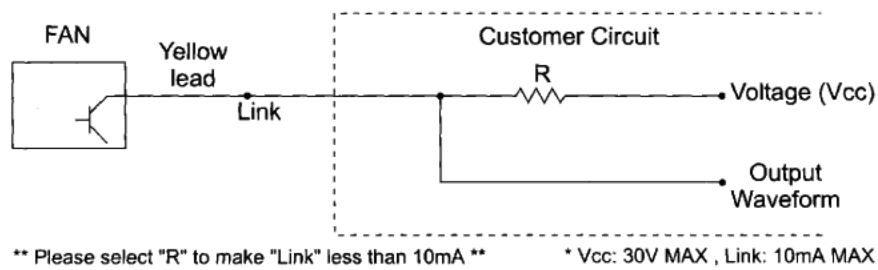 FAN
Yellow
lead
Link
Customer Circuit
R
Voltage (Vcc)
Output
Waveform
** Please select "R" to make "Link" less than 10mA **
* Vcc: 30V MAX , Link: 10mA MAX